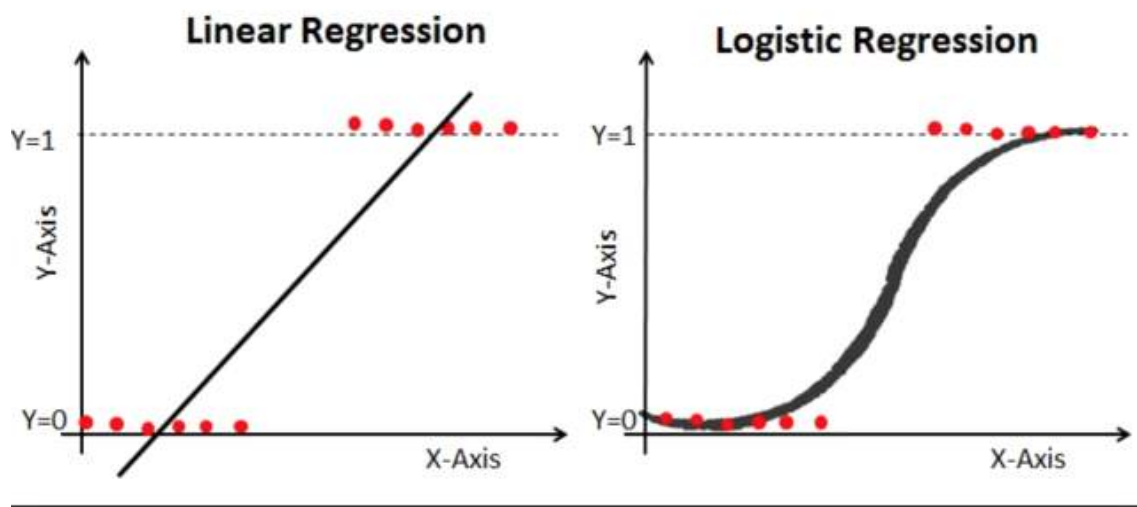 Linear Regression
Y=1
Y-Axis
Y=0
X-Axis
Logistic Regression
Y=1
Y-Axis
Y=0
X-Axis